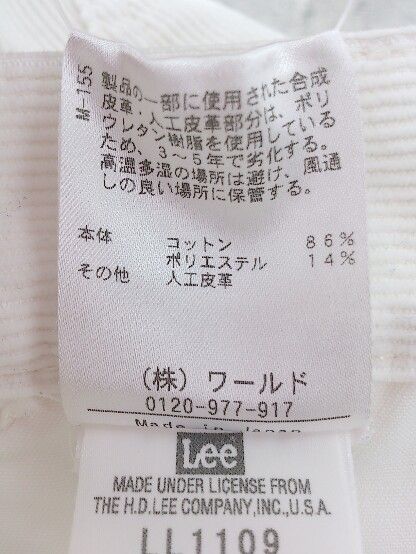 M-155
製品の一部に使用された合成
皮革・人工皮革部分は、ポリ
ウレタン樹脂を使用している
ため、3～5年で劣化する。
高温多湿の場所は避け、風通
しの良い場所に保管する。
本体 コットン 86%
ポリエステル 14%
その他 人工皮革
(株) ワールド
0120-977-917
Made in Japan
Lee
MADE UNDER LICENSE FROM
THE H.D.LEE COMPANY,INC.,U.S.A.
LL1109